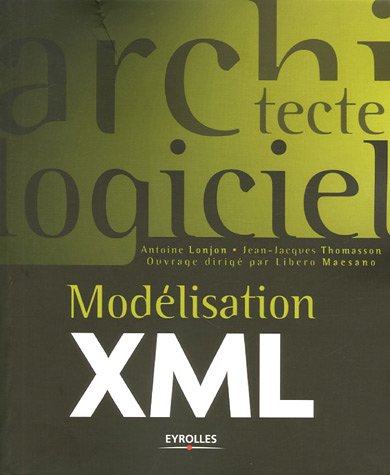 archi
tecte
logiciel
Antoine Lonjon • Jean-Jacques Thomasson
Ouvrage dirigé par Libero Maesano
Modélisation
XML
EYROLLES